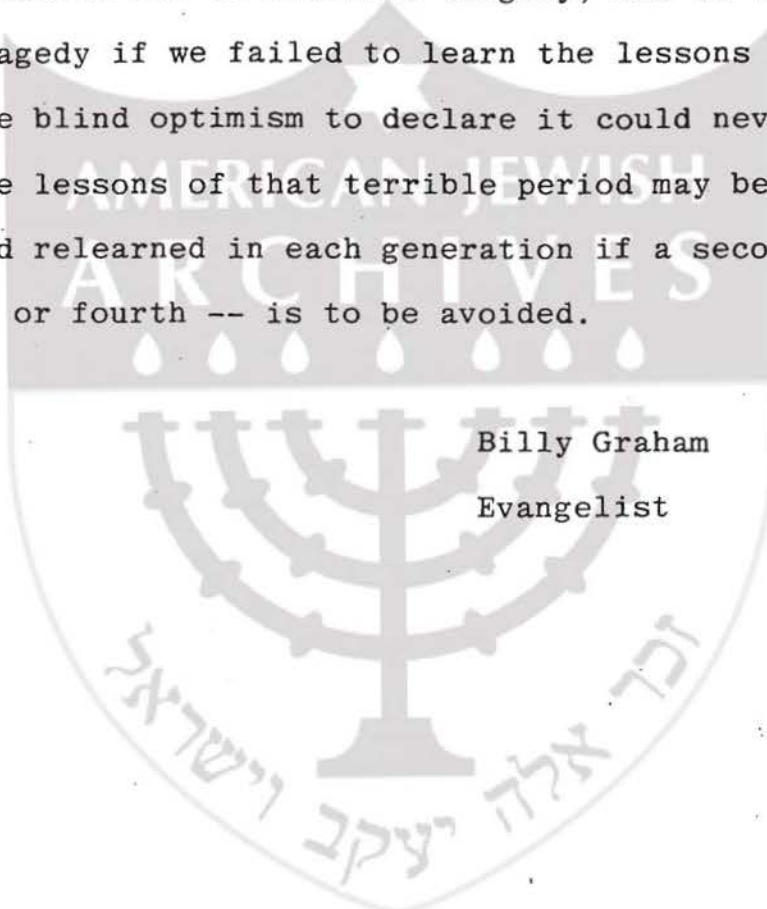 agedy if we failed to learn the lessons
e blind optimism to declare it could nev
AMERICAN JEWISH
e lessons of that terrible period may be
d relearned in each generation if a seco
ARCHIVES
or fourth -- is to be avoided.
Billy Graham
Evangelist
זכר אלה יעקב וישראל